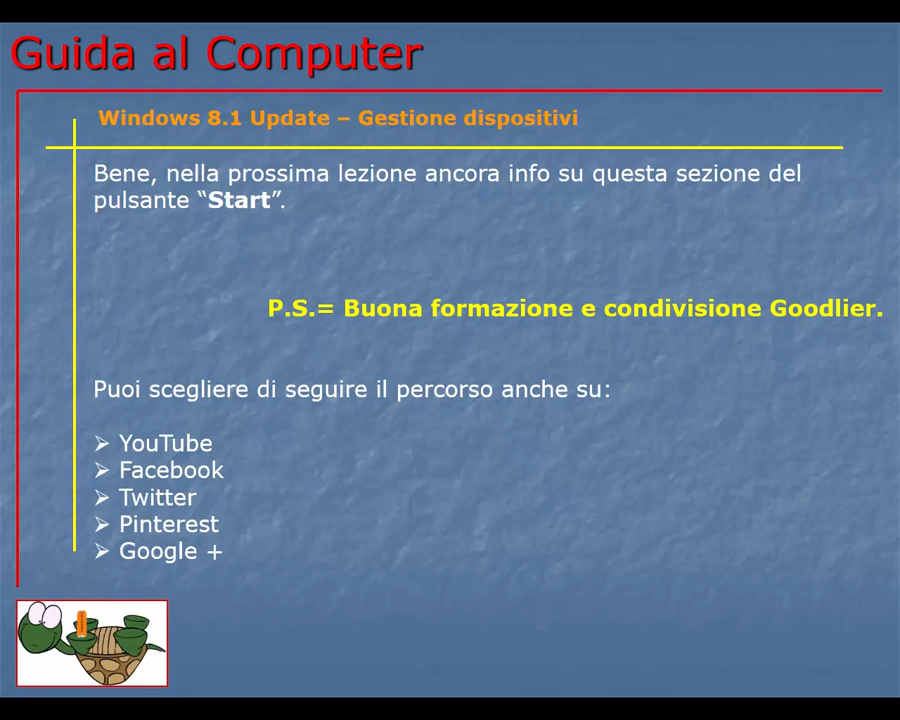 Guida al Computer
Windows 8.1 Update – Gestione dispositivi
Bene, nella prossima lezione ancora info su questa sezione del
pulsante “Start”.
P.S.= Buona formazione e condivisione Goodlier.
Puoi scegliere di seguire il percorso anche su:
➢ YouTube
➢ Facebook
➢ Twitter
➢ Pinterest
➢ Google +